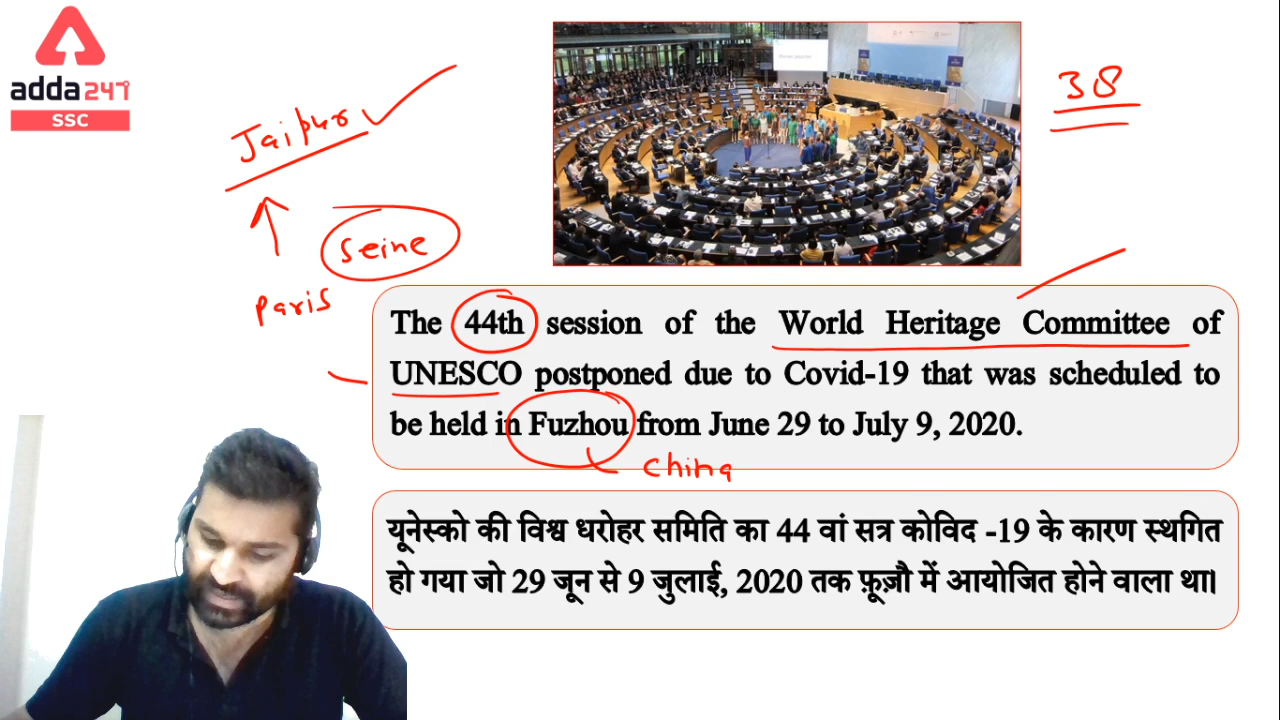 adda247
SSC
Jaipur
Seine
Paris
38
The 44th session of the World Heritage Committee of
UNESCO postponed due to Covid-19 that was scheduled to
be held in Fuzhou from June 29 to July 9, 2020.
China
यूनेस्को की विश्व धरोहर समिति का 44 वां सत्र कोविद -19 के कारण स्थगित
हो गया जो 29 जून से 9 जुलाई, 2020 तक फ़ूज़ौ में आयोजित होने वाला था।